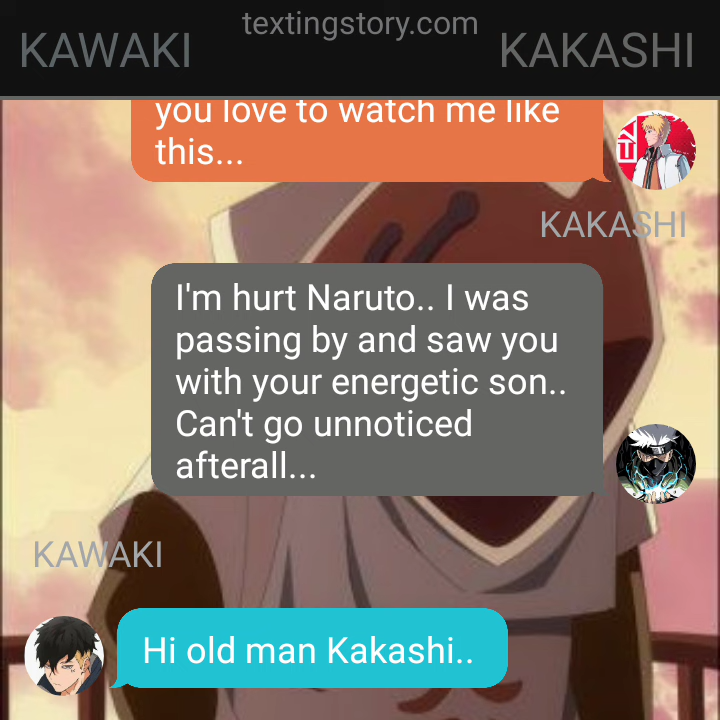 textingstory.com
KAWAKI
KAKASHI
you love to watch me like
this...
KAKASHI
I'm hurt Naruto.. I was
passing by and saw you
with your energetic son..
Can't go unnoticed
afterall...
KAWAKI
Hi old man Kakashi..